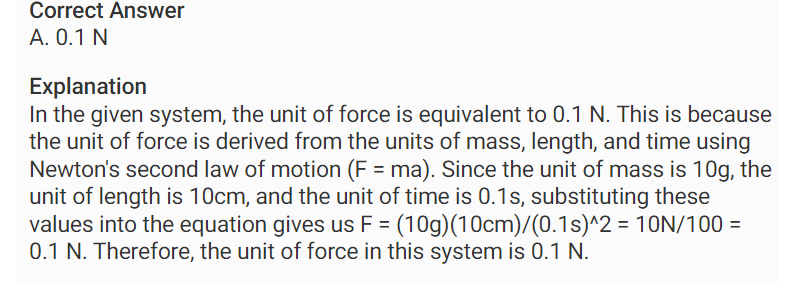 Correct Answer
A. 0.1 N
Explanation
In the given system, the unit of force is equivalent to 0.1 N. This is because
the unit of force is derived from the units of mass, length, and time using
Newton's second law of motion (F = ma). Since the unit of mass is 10g, the
unit of length is 10cm, and the unit of time is 0.1s, substituting these
values into the equation gives us F = (10g)(10cm)/(0.1s)^2 = 10N/100 =
0.1 N. Therefore, the unit of force in this system is 0.1 N.